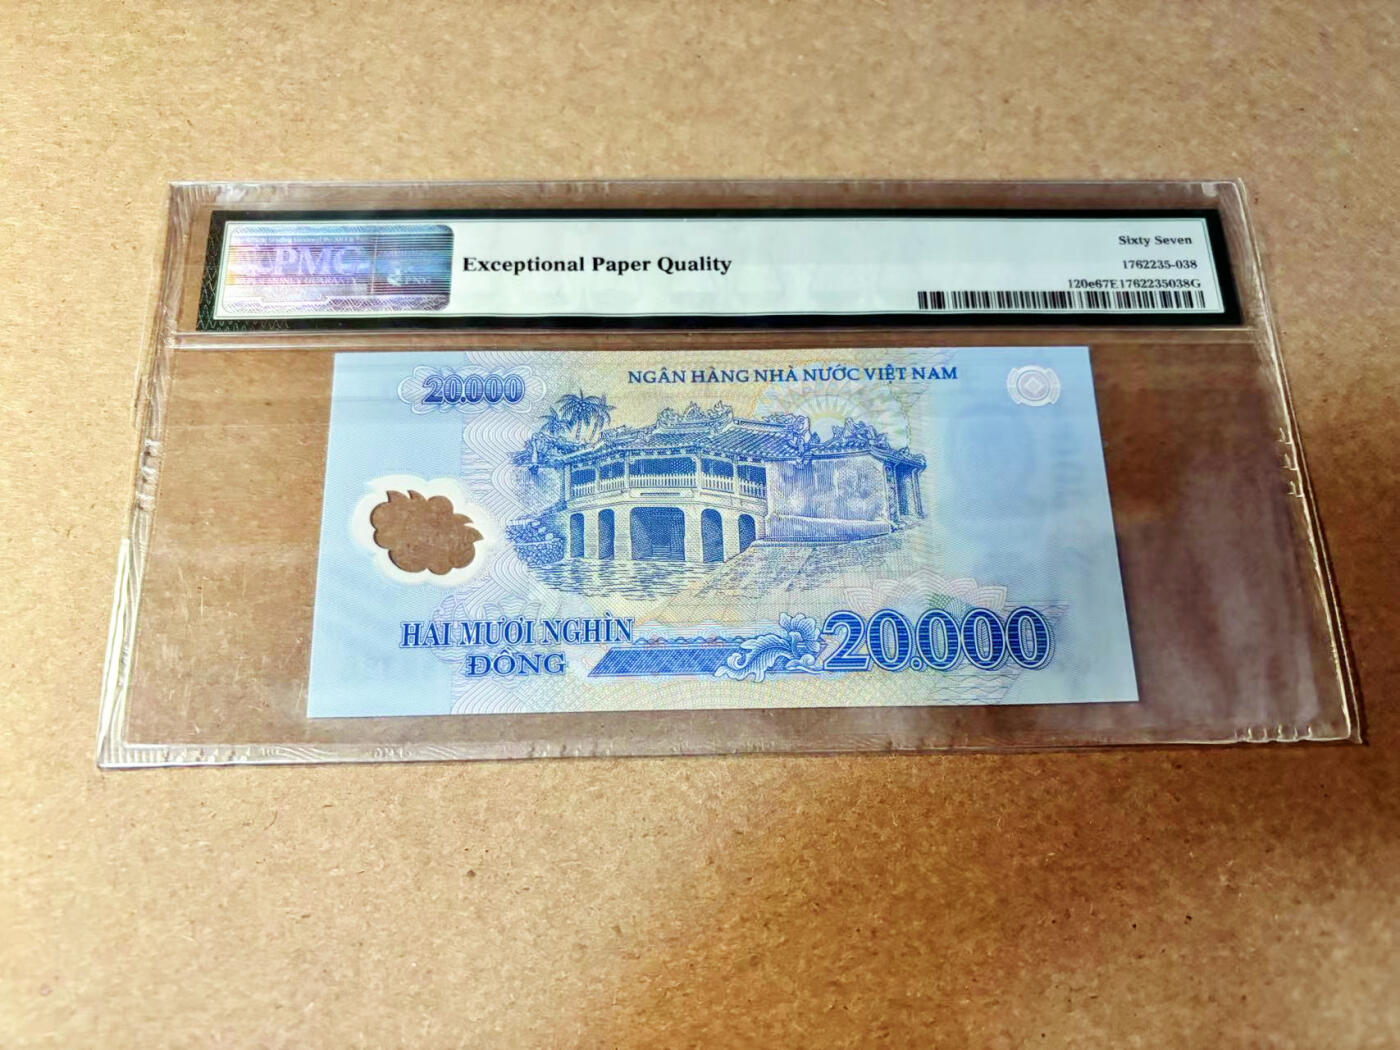 PMG
Exceptional Paper Quality
Sixty Seven
1762235-038
120e67E1762235038G
20.000
NGÂN HÀNG NHÀ NƯỚC VIỆT NAM
HAI MƯƠI NGHÌN
ĐỒNG
20.000